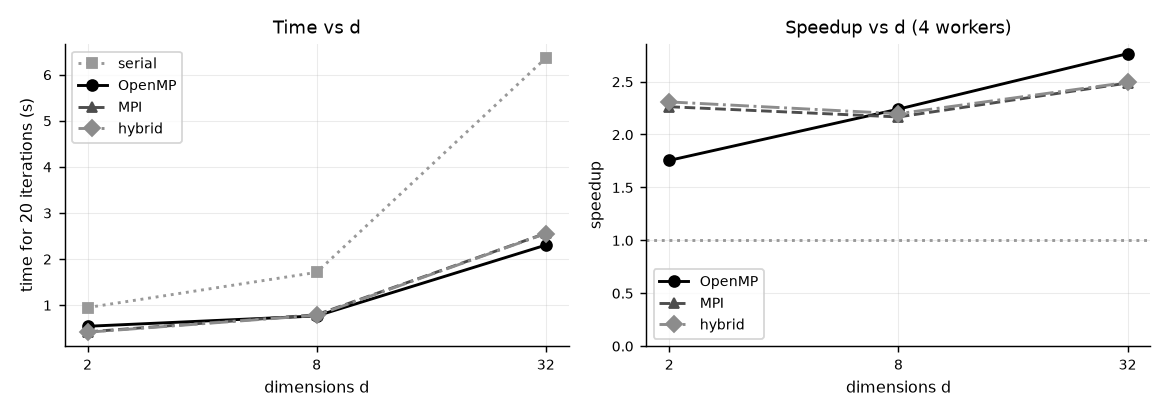 Time vs d
time for 20 iterations (s)
6
5
4
3
2
1
serial
OpenMP
MPI
hybrid
2
8
32
dimensions d
Speedup vs d (4 workers)
speedup
2.5
2.0
1.5
1.0
0.5
0.0
OpenMP
MPI
hybrid
2
8
32
dimensions d